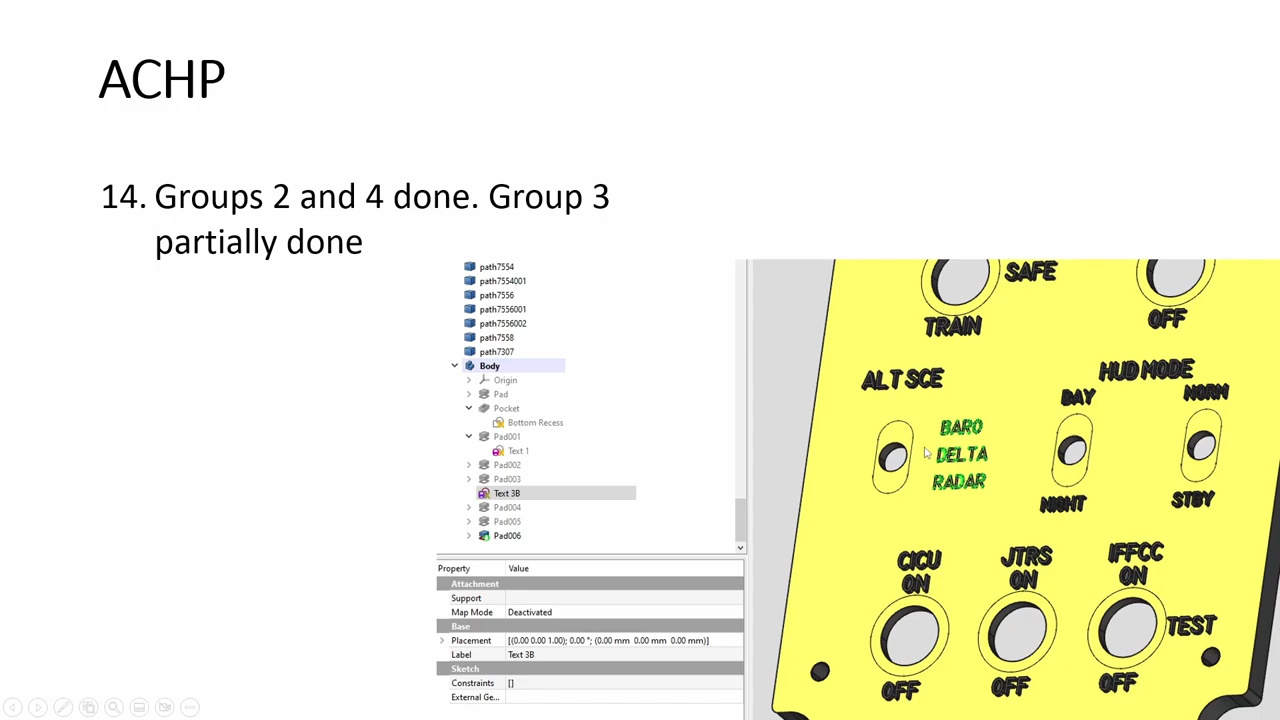 ACHP
14. Groups 2 and 4 done. Group 3
partially done
path7554
path7554001
path7556
path7556001
path7556002
path7558
path7307
Body
Origin
Pad
Pocket
Bottom Recess
Pad001
Text 1
Pad002
Pad003
Text 3B
Pad004
Pad005
Pad006
Property Value
Attachment
Support
Map Mode Deactivated
Base
Placement [(0.00 0.00 1.00); 0.00 °; (0.00 mm 0.00 mm 0.00 mm)]
Label Text 3B
Sketch
Constraints []
External Ge...
SAFE
TRAIN
OFF
ALT SCE
HUD MODE
DAY
NORM
BARO
DELTA
RADAR
NIGHT
STBY
CICU
ON
JTRS
ON
IFFCC
ON
TEST
OFF
OFF
OFF